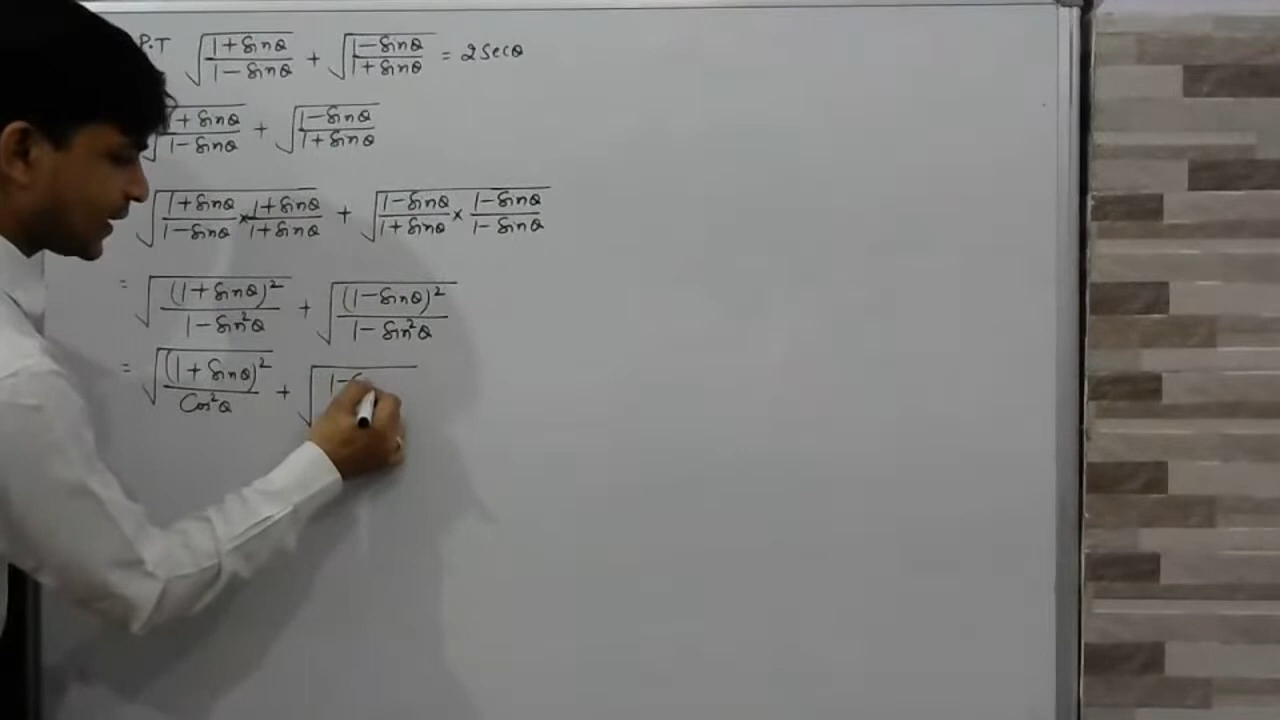 P.T √(1+Sinθ/1-Sinθ) + √(1-Sinθ/1+Sinθ) = 2Secθ
√(1+Sinθ/1-Sinθ) + √(1-Sinθ/1+Sinθ)
√(1+Sinθ/1-Sinθ × 1+Sinθ/1+Sinθ) + √(1-Sinθ/1+Sinθ × 1-Sinθ/1-Sinθ)
= √((1+Sinθ)²/1-Sin²θ) + √((1-Sinθ)²/1-Sin²θ)
= √((1+Sinθ)²/Cos²θ) + √(1-